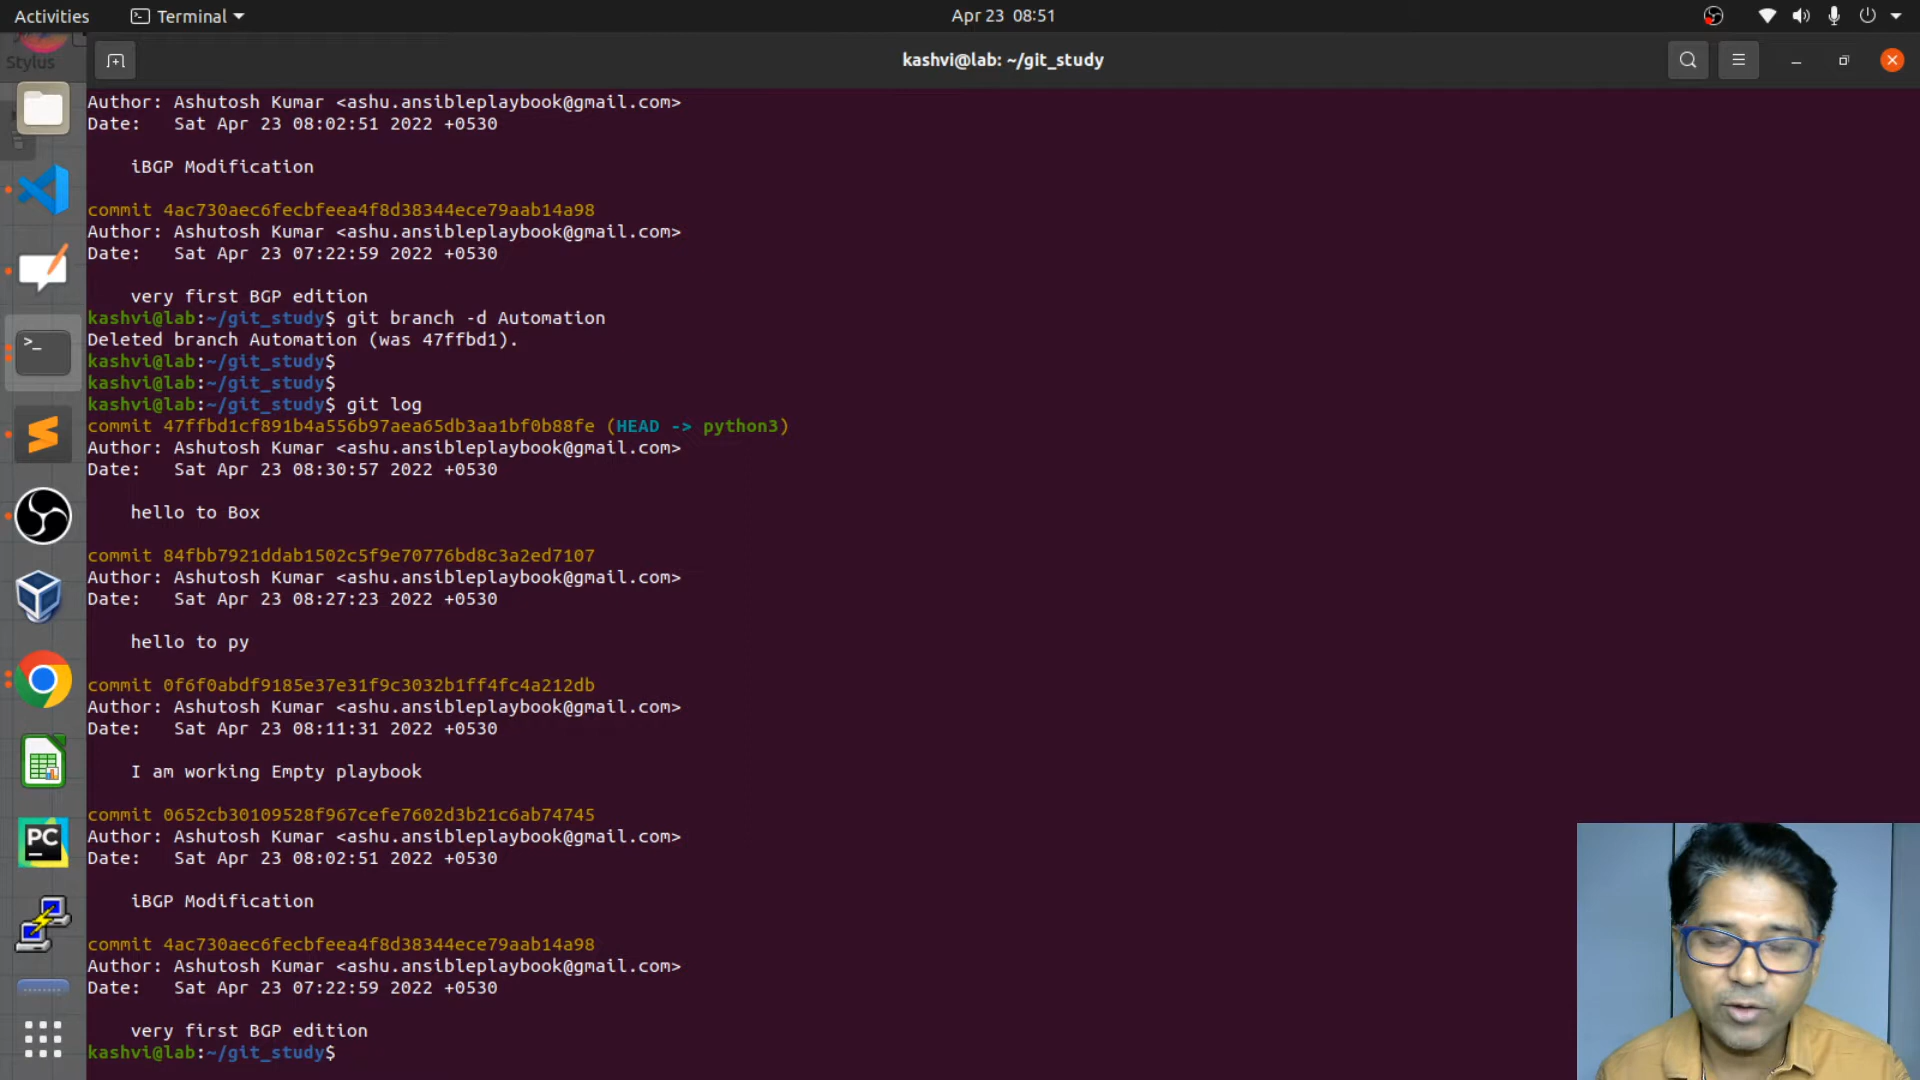 Activities
Terminal
Apr 23 08:51
Stylus
kashvi@lab: ~/git_study
Author: Ashutosh Kumar <ashu.ansibleplaybook@gmail.com>
Date:   Sat Apr 23 08:02:51 2022 +0530
iBGP Modification
commit 4ac730aec6fecbfeea4f8d38344ece79aab14a98
Author: Ashutosh Kumar <ashu.ansibleplaybook@gmail.com>
Date:   Sat Apr 23 07:22:59 2022 +0530
very first BGP edition
kashvi@lab:~/git_study$ git branch -d Automation
Deleted branch Automation (was 47ffbd1).
kashvi@lab:~/git_study$
kashvi@lab:~/git_study$
kashvi@lab:~/git_study$ git log
commit 47ffbd1cf891b4a556b97aea65db3aa1bf0b88fe (HEAD -> python3)
Author: Ashutosh Kumar <ashu.ansibleplaybook@gmail.com>
Date:   Sat Apr 23 08:30:57 2022 +0530
hello to Box
commit 84fbb7921ddab1502c5f9e70776bd8c3a2ed7107
Author: Ashutosh Kumar <ashu.ansibleplaybook@gmail.com>
Date:   Sat Apr 23 08:27:23 2022 +0530
hello to py
commit 0f6f0abdf9185e37e31f9c3032b1ff4fc4a212db
Author: Ashutosh Kumar <ashu.ansibleplaybook@gmail.com>
Date:   Sat Apr 23 08:11:31 2022 +0530
I am working Empty playbook
commit 0652cb30109528f967cefe7602d3b21c6ab74745
Author: Ashutosh Kumar <ashu.ansibleplaybook@gmail.com>
Date:   Sat Apr 23 08:02:51 2022 +0530
iBGP Modification
commit 4ac730aec6fecbfeea4f8d38344ece79aab14a98
Author: Ashutosh Kumar <ashu.ansibleplaybook@gmail.com>
Date:   Sat Apr 23 07:22:59 2022 +0530
very first BGP edition
kashvi@lab:~/git_study$
PC